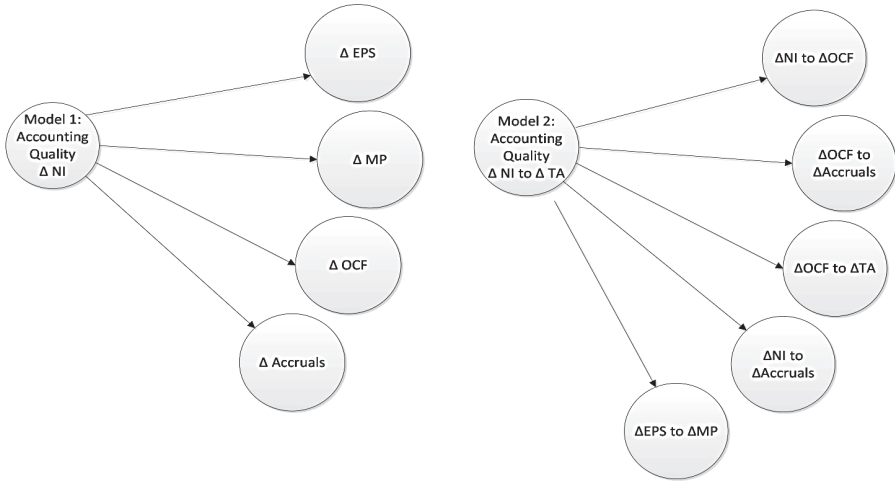 Model 1:
Accounting
Quality
Δ NI
Δ EPS
Δ MP
Δ OCF
Δ Accruals
Model 2:
Accounting
Quality
Δ NI to Δ TA
ΔNI to ΔOCF
ΔOCF to
ΔAccruals
ΔOCF to ΔTA
ΔNI to
ΔAccruals
ΔEPS to ΔMP